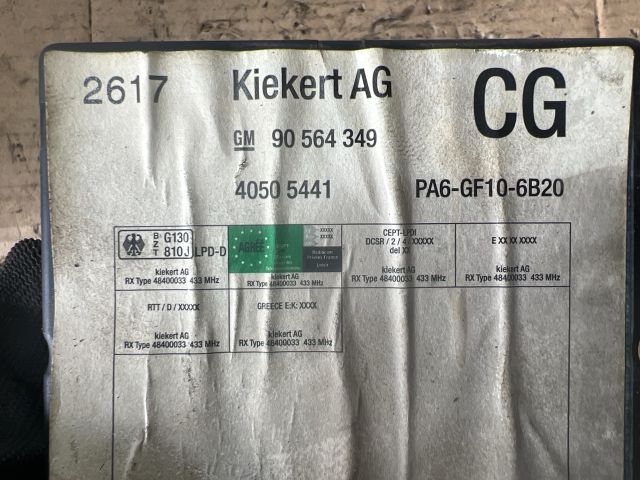 2617 Kiekert AG CG
GM 90 564 349
4050 5441 PA6-GF10-6B20
BZT G130 810J LPD-D
kiekert AG
RX Type 48400033 433 MHz
AGRÉÉ
kiekert AG
RX Type 48400033 433 MHz
CEPT-LPDI
DCSR / 2 / 4 / XXXXX
del XX
kiekert AG
RX Type 48400033 433 MHz
E XX XX XXXX
kiekert AG
RX Type 48400033 433 MHz
RTT / D / XXXXX
kiekert AG
RX Type 48400033 433 MHz
GREECE E:K: XXXX
kiekert AG
RX Type 48400033 433 MHz